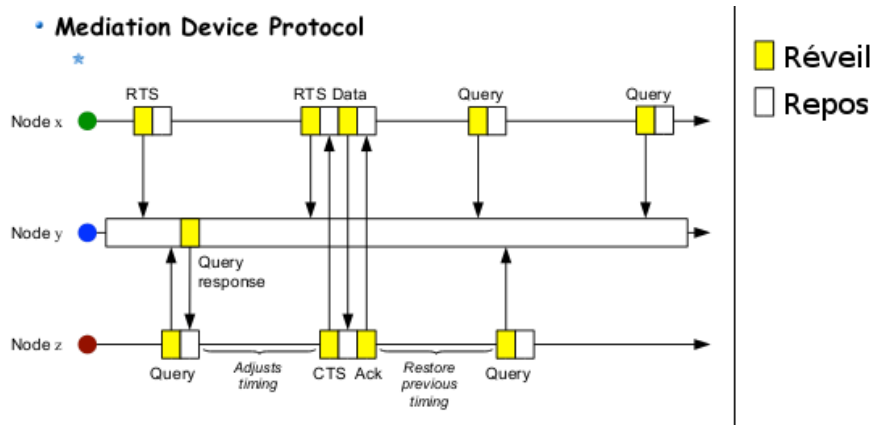 Mediation Device Protocol
Réveil
Repos
RTS
RTS Data
Query
Query
Node x
Node y
Query
response
Node z
Query
Adjusts
timing
CTS Ack
Restore
previous
timing
Query